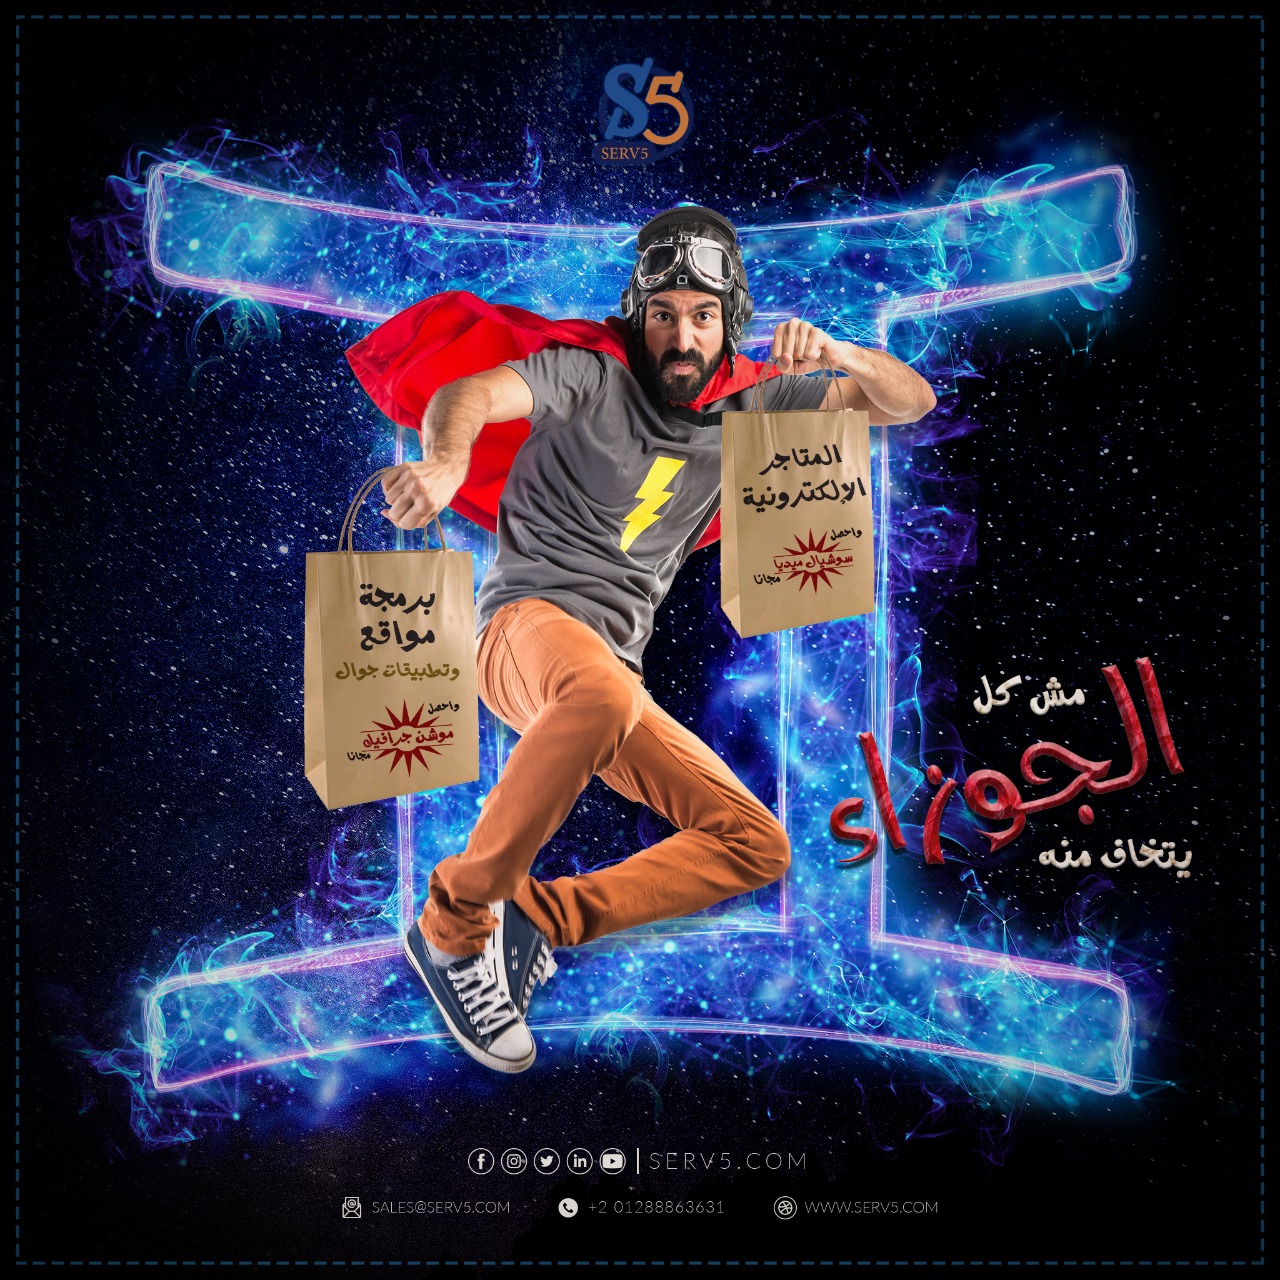 S5
SERV5
المتاجر
الإلكترونية
واحصل
سوشيال ميديا
مجانا
برمجة
مواقع
وتطبيقات جوال
واحصل
موشن جرافيك
مجانا
مش كل
الجوزاء
يتخاف منه
SERV5.COM
SALES@SERV5.COM
+2 01288863631
WWW.SERV5.COM